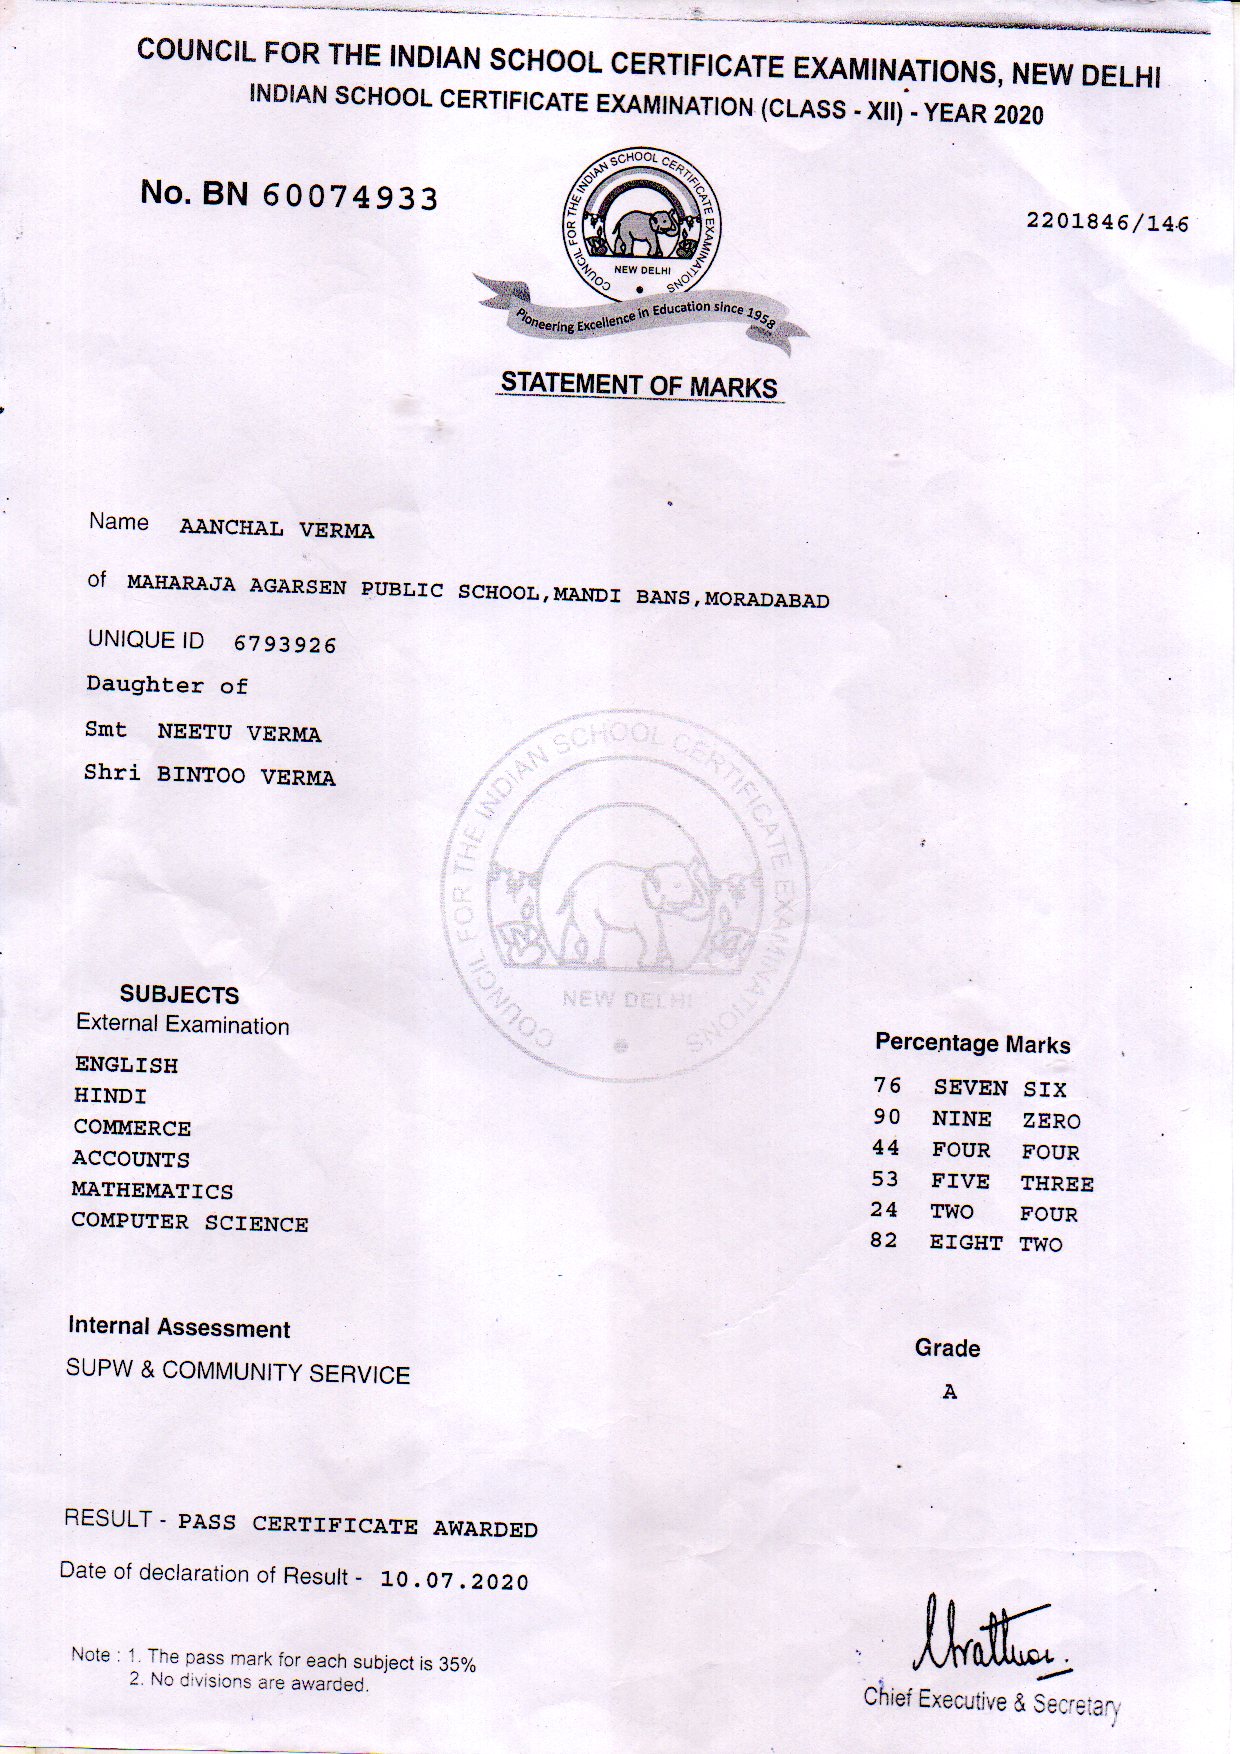 COUNCIL FOR THE INDIAN SCHOOL CERTIFICATE EXAMINATIONS, NEW DELHI
INDIAN SCHOOL CERTIFICATE EXAMINATION (CLASS - XII) - YEAR 2020
No. BN 60074933
2201846/146
COUNCIL FOR THE INDIAN SCHOOL CERTIFICATE EXAMINATIONS
NEW DELHI
Pioneering Excellence in Education since 1958
STATEMENT OF MARKS
Name AANCHAL VERMA
of MAHARAJA AGARSEN PUBLIC SCHOOL,MANDI BANS,MORADABAD
UNIQUE ID 6793926
Daughter of
Smt NEETU VERMA
Shri BINTOO VERMA
COUNCIL FOR THE INDIAN SCHOOL CERTIFICATE EXAMINATIONS
NEW DELHI
SUBJECTS
External Examination
Percentage Marks
ENGLISH 76 SEVEN SIX
HINDI 90 NINE ZERO
COMMERCE 44 FOUR FOUR
ACCOUNTS 53 FIVE THREE
MATHEMATICS 24 TWO FOUR
COMPUTER SCIENCE 82 EIGHT TWO
Internal Assessment Grade
SUPW & COMMUNITY SERVICE A
RESULT - PASS CERTIFICATE AWARDED
Date of declaration of Result - 10.07.2020
Note : 1. The pass mark for each subject is 35%
2. No divisions are awarded.
Chief Executive & Secretary